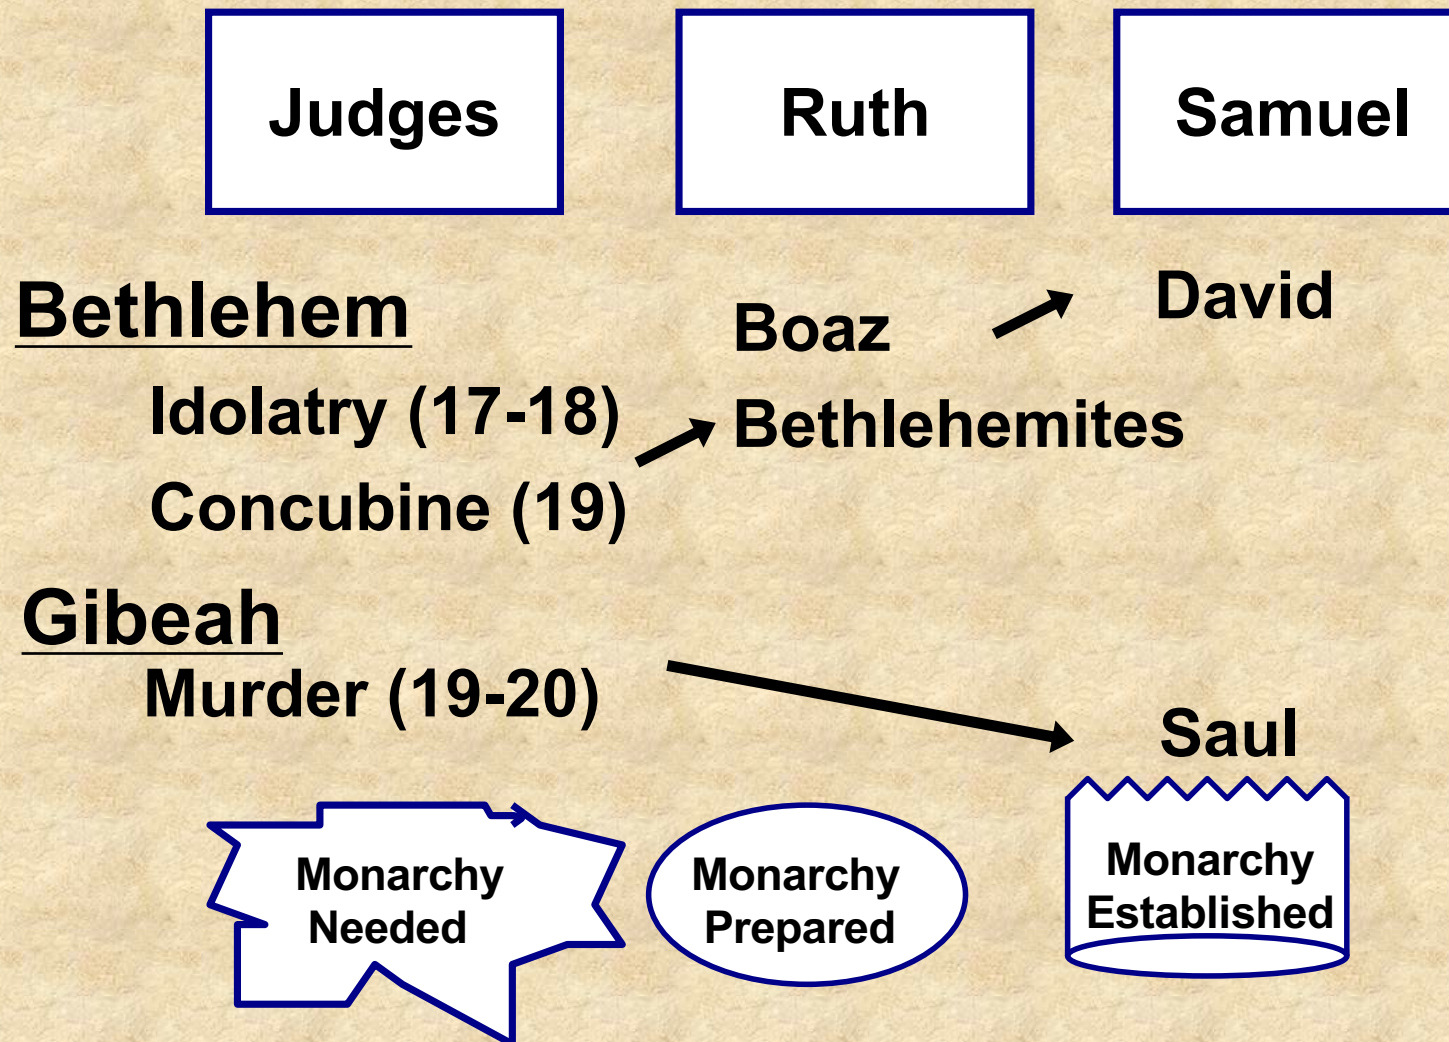 Judges
Ruth
Samuel
Bethlehem
Boaz
David
Idolatry (17-18)
Bethlehemites
Concubine (19)
Gibeah
Murder (19-20)
Saul
Monarchy
Needed
Monarchy
Prepared
Monarchy
Established